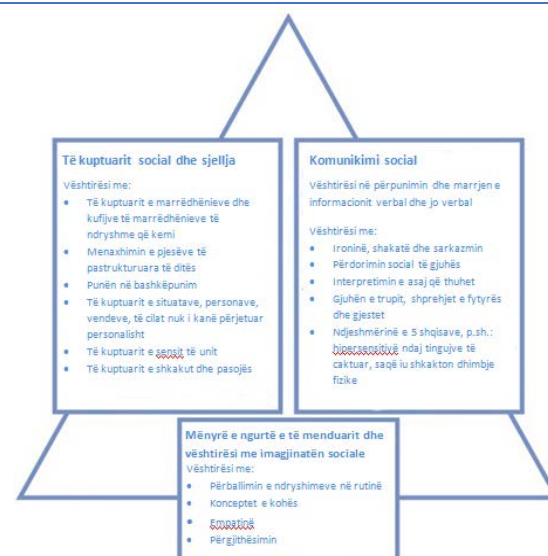 Të kuptuarit social dhe sjellja
Vështirësi me:
• Të kuptuarit e marrëdhënieve dhe
kufijve të marrëdhënieve të
ndryshme që kemi
• Menaxhimin e pjesëve të
pastrukturuara të ditës
• Punën në bashkëpunim
• Të kuptuarit e situatave, personave,
vendeve, të cilat nuk i kanë përjetuar
personalisht
• Të kuptuarit e sensit të unit
• Të kuptuarit e shkakut dhe pasojës
Komunikimi social
Vështirësi në përpunimin dhe marrjen e
informacionit verbal dhe jo verbal
Vështirësi me:
• Ironinë, shakatë dhe sarkazmin
• Përdorimin social të gjuhës
• Interpretimin e asaj që thuhet
• Gjuhën e trupit, shprehjet e fytyrës
dhe gjestet
• Ndjeshmërinë e 5 shqisave, p.sh.:
hipersensitivë ndaj tingujve të
caktuar, saqë iu shkakton dhimbje
fizike
Mënyrë e ngurtë e të menduarit dhe
vështirësi me imagjinatën sociale
Vështirësi me:
• Përballimin e ndryshimeve në rutinë
• Konceptet e kohës
• Empatinë
• Përgjithësimin